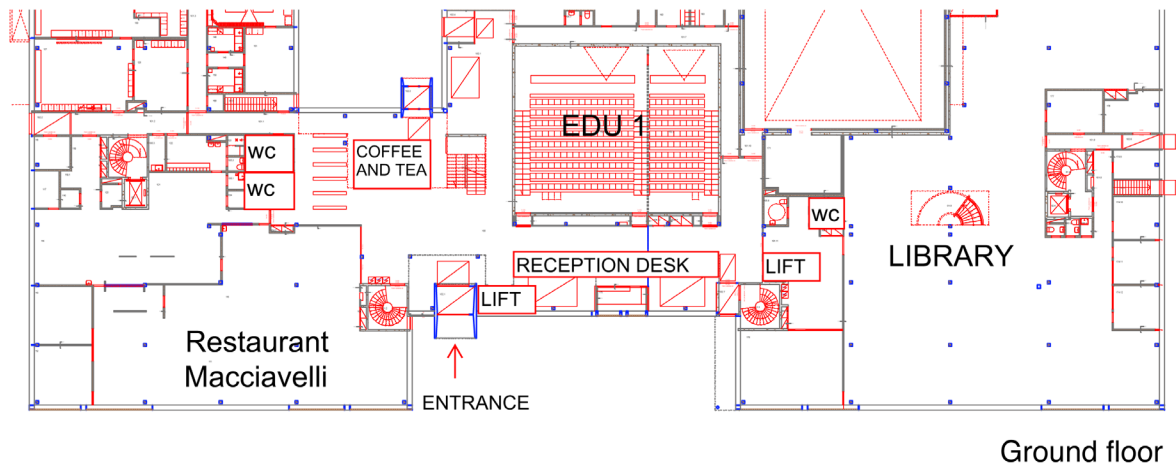 EDU 1
WC
COFFEE
AND TEA
WC
WC
LIBRARY
RECEPTION DESK
LIFT
LIFT
Restaurant
Macciavelli
ENTRANCE
Ground floor